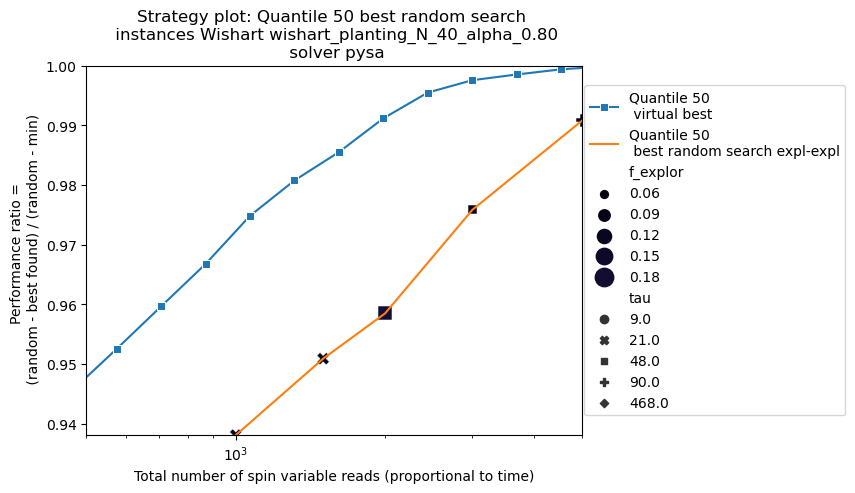 Strategy plot: Quantile 50 best random search
instances Wishart wishart_planting_N_40_alpha_0.80
solver pysa
Performance ratio =
(random - best found) / (random - min)
1.00
0.99
0.98
0.97
0.96
0.95
0.94
10³
Total number of spin variable reads (proportional to time)
Quantile 50
virtual best
Quantile 50
best random search expl-expl
f_explor
0.06
0.09
0.12
0.15
0.18
tau
9.0
21.0
48.0
90.0
468.0